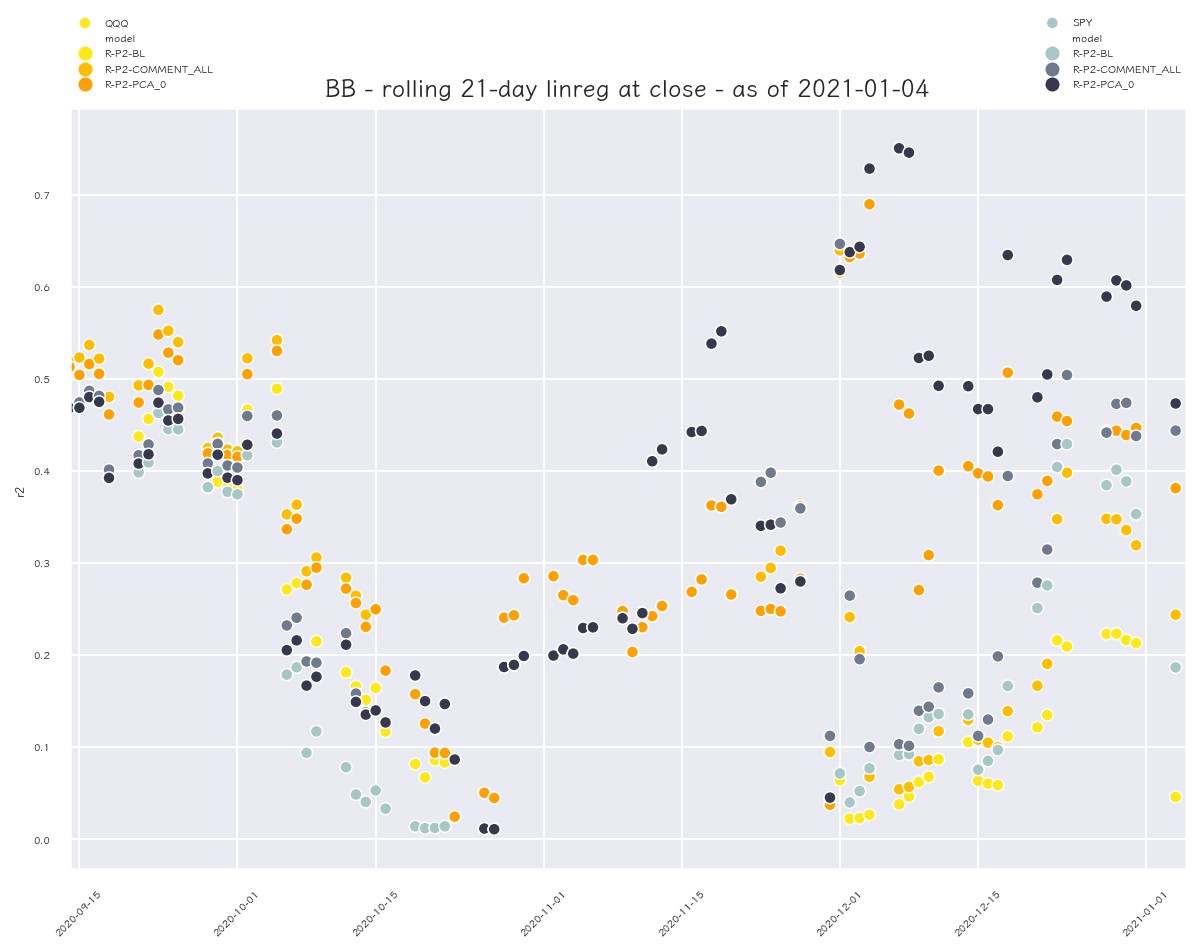 QQQ
model
R-P2-BL
R-P2-COMMENT_ALL
R-P2-PCA_0
SPY
model
R-P2-BL
R-P2-COMMENT_ALL
R-P2-PCA_0
BB - rolling 21-day linreg at close - as of 2021-01-04
r2
0.7
0.6
0.5
0.4
0.3
0.2
0.1
0.0
2020-09-15
2020-10-01
2020-10-15
2020-11-01
2020-11-15
2020-12-01
2020-12-15
2021-01-01